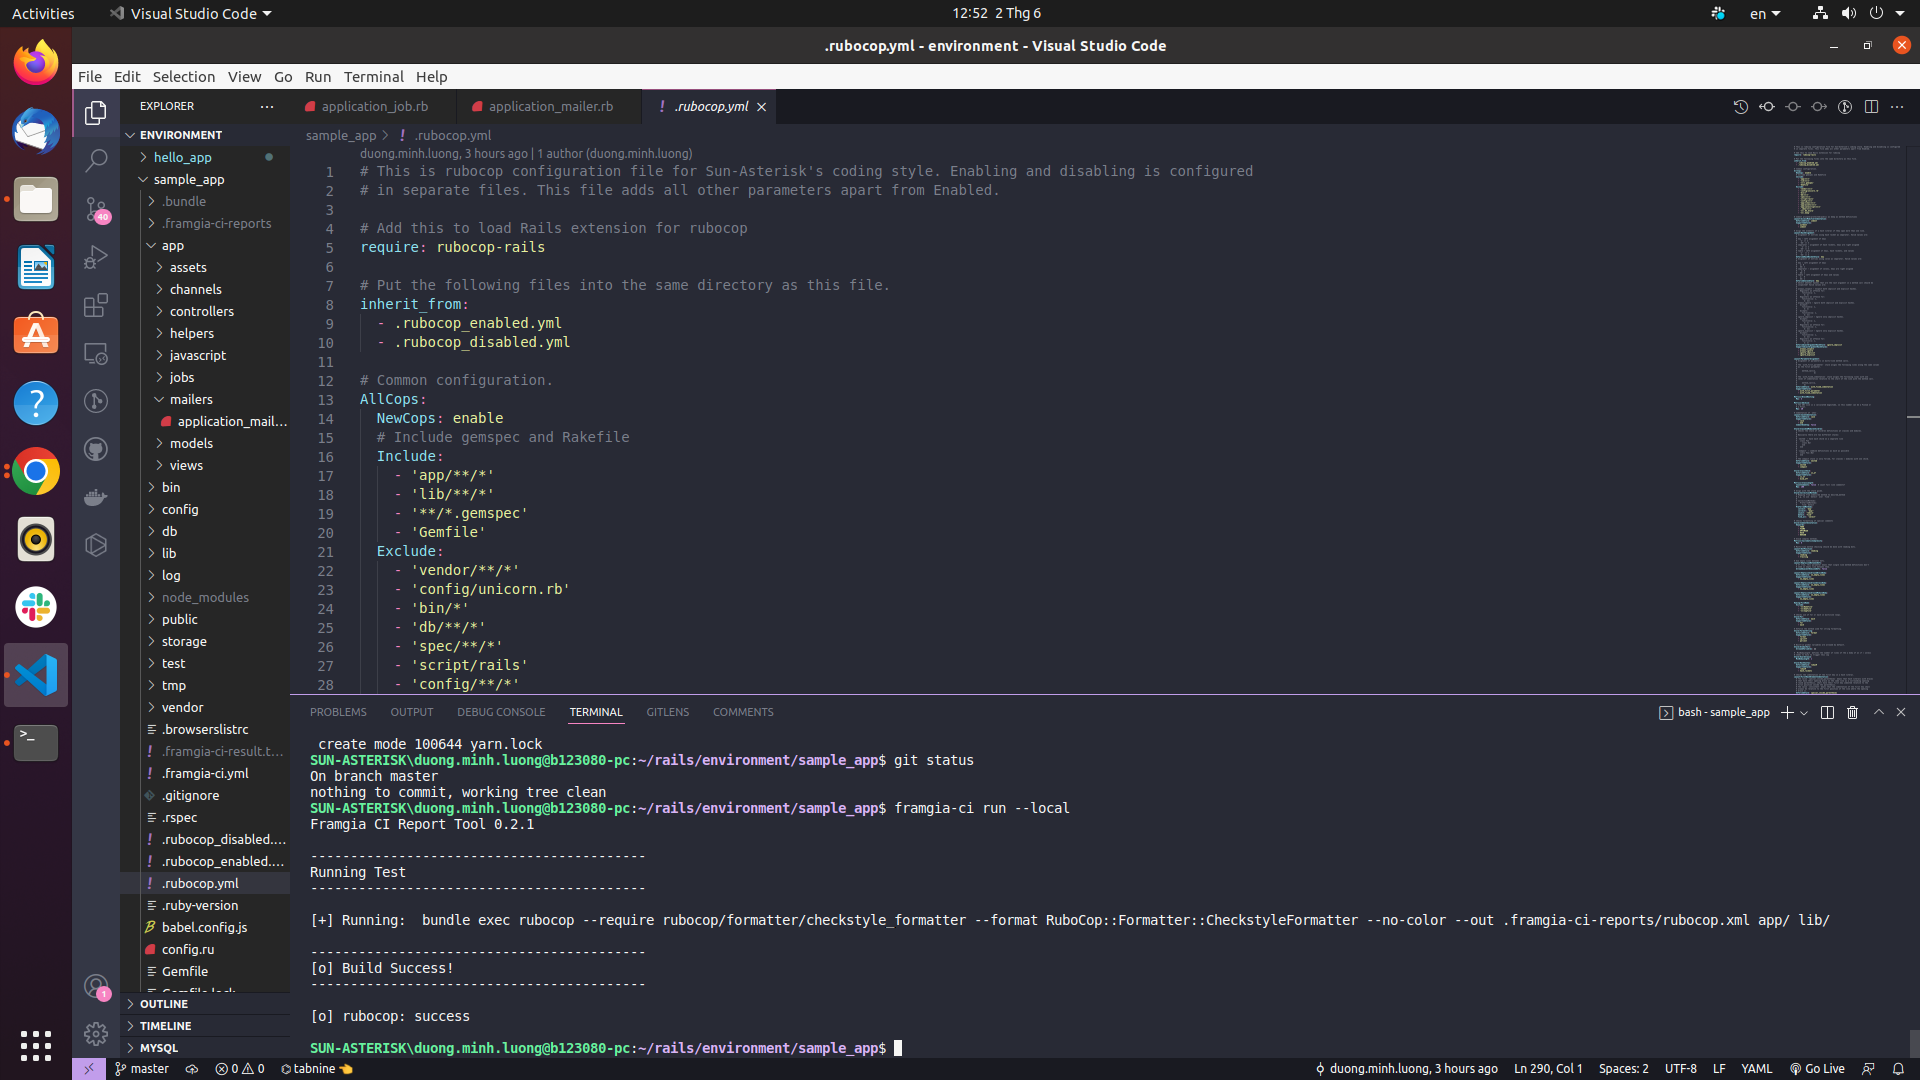 Activities
Visual Studio Code
12:52 2 Thg 6
en
.rubocop.yml - environment - Visual Studio Code
File Edit Selection View Go Run Terminal Help
EXPLORER
application_job.rb
application_mailer.rb
! .rubocop.yml
ENVIRONMENT
hello_app
sample_app
.bundle
.framgia-ci-reports
app
assets
channels
controllers
helpers
javascript
jobs
mailers
application_mail...
models
views
bin
config
db
lib
log
node_modules
public
storage
test
tmp
vendor
.browserslistrc
! .framgia-ci-result.t...
! .framgia-ci.yml
.gitignore
.rspec
! .rubocop_disabled....
! .rubocop_enabled....
! .rubocop.yml
.ruby-version
babel.config.js
config.ru
Gemfile
OUTLINE
TIMELINE
MYSQL
40
1
sample_app > ! .rubocop.yml
duong.minh.luong, 3 hours ago | 1 author (duong.minh.luong)
1 # This is rubocop configuration file for Sun-Asterisk's coding style. Enabling and disabling is configured
2 # in separate files. This file adds all other parameters apart from Enabled.
3
4 # Add this to load Rails extension for rubocop
5 require: rubocop-rails
6
7 # Put the following files into the same directory as this file.
8 inherit_from:
9 - .rubocop_enabled.yml
10 - .rubocop_disabled.yml
11
12 # Common configuration.
13 AllCops:
14 NewCops: enable
15 # Include gemspec and Rakefile
16 Include:
17 - 'app/**/*'
18 - 'lib/**/*'
19 - '**/*.gemspec'
20 - 'Gemfile'
21 Exclude:
22 - 'vendor/**/*'
23 - 'config/unicorn.rb'
24 - 'bin/*'
25 - 'db/**/*'
26 - 'spec/**/*'
27 - 'script/rails'
28 - 'config/**/*'
PROBLEMS OUTPUT DEBUG CONSOLE TERMINAL GITLENS COMMENTS
bash - sample_app
create mode 100644 yarn.lock
SUN-ASTERISK\duong.minh.luong@b123080-pc:~/rails/environment/sample_app$ git status
On branch master
nothing to commit, working tree clean
SUN-ASTERISK\duong.minh.luong@b123080-pc:~/rails/environment/sample_app$ framgia-ci run --local
Framgia CI Report Tool 0.2.1
------------------------------------------
Running Test
------------------------------------------
[+] Running: bundle exec rubocop --require rubocop/formatter/checkstyle_formatter --format RuboCop::Formatter::CheckstyleFormatter --no-color --out .framgia-ci-reports/rubocop.xml app/ lib/
------------------------------------------
[o] Build Success!
------------------------------------------
[o] rubocop: success
SUN-ASTERISK\duong.minh.luong@b123080-pc:~/rails/environment/sample_app$
master
0 0
tabnine
duong.minh.luong, 3 hours ago
Ln 290, Col 1
Spaces: 2
UTF-8
LF
YAML
Go Live